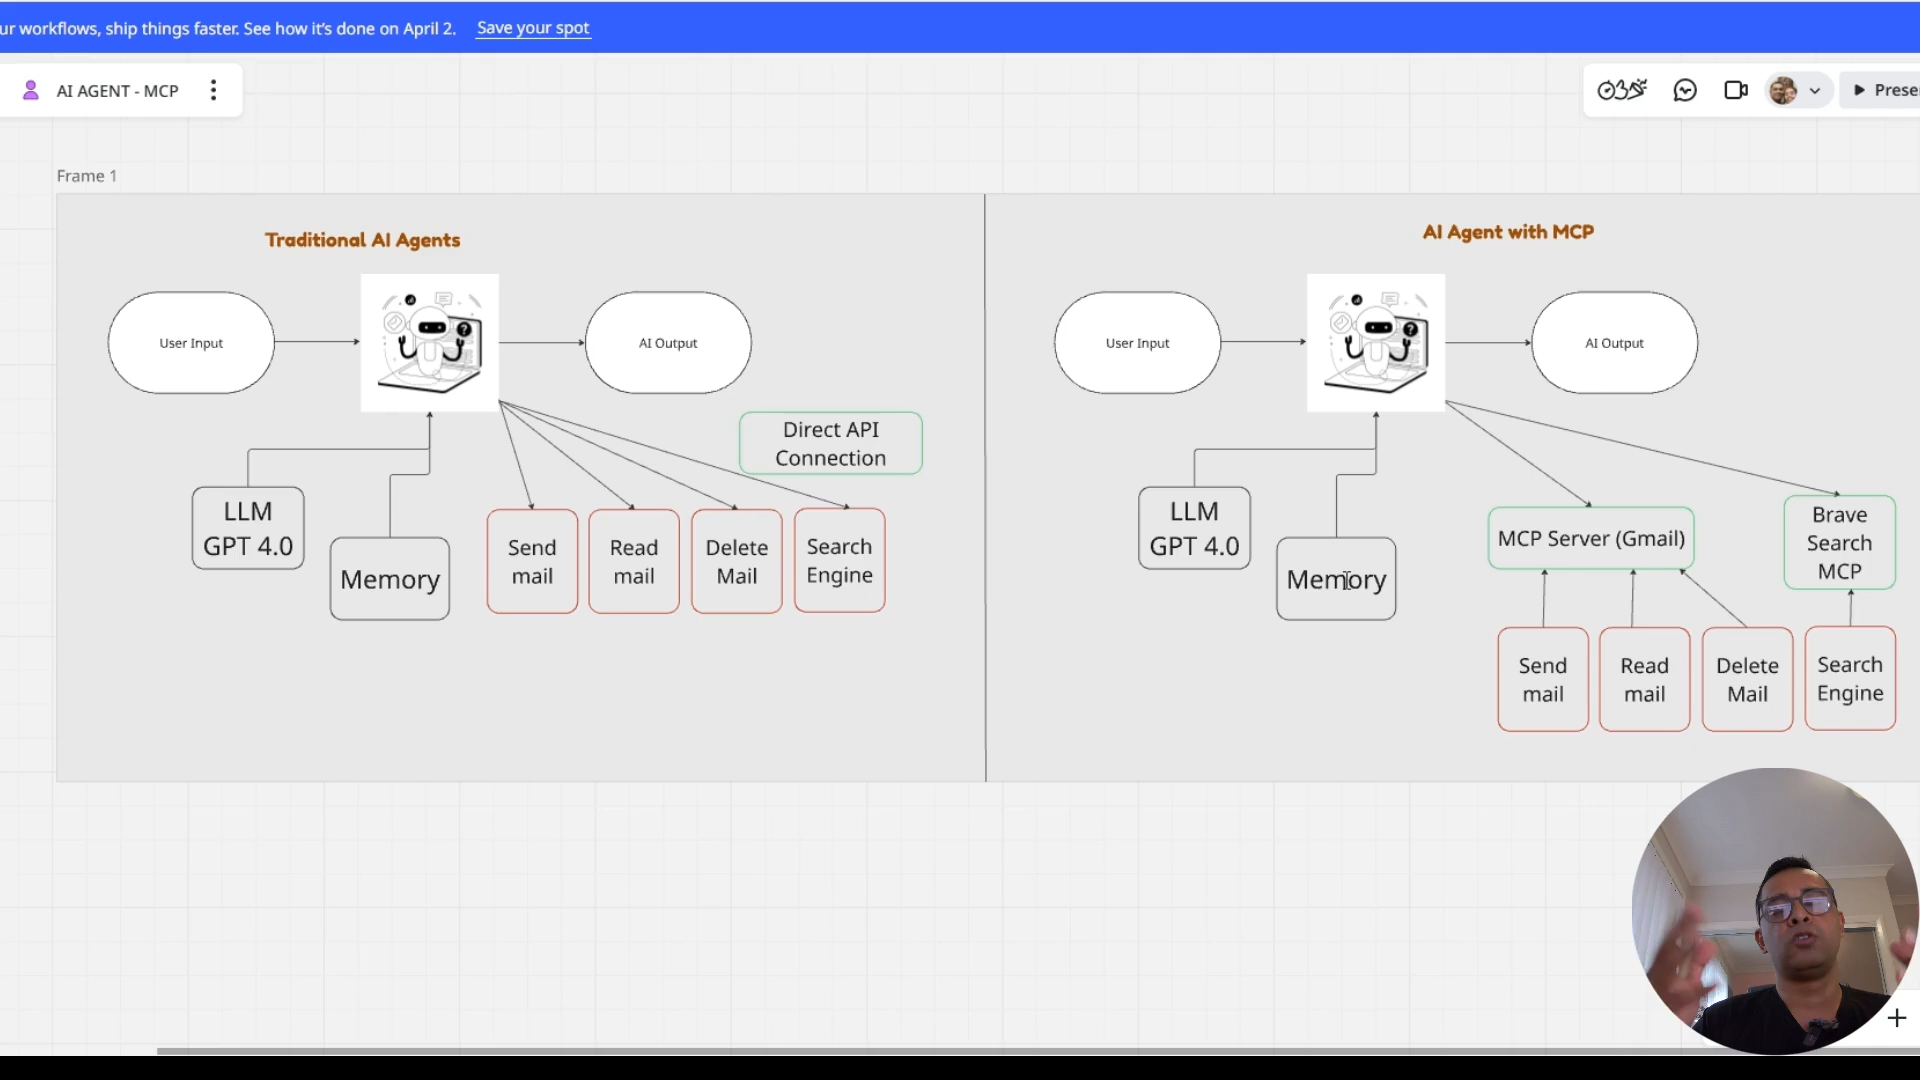 ur workflows, ship things faster. See how it's done on April 2. Save your spot
AI AGENT - MCP
Prese
Frame 1
Traditional AI Agents
User Input
AI Output
Direct API
Connection
LLM
GPT 4.0
Memory
Send
mail
Read
mail
Delete
Mail
Search
Engine
AI Agent with MCP
User Input
AI Output
LLM
GPT 4.0
Memory
MCP Server (Gmail)
Brave
Search
MCP
Send
mail
Read
mail
Delete
Mail
Search
Engine